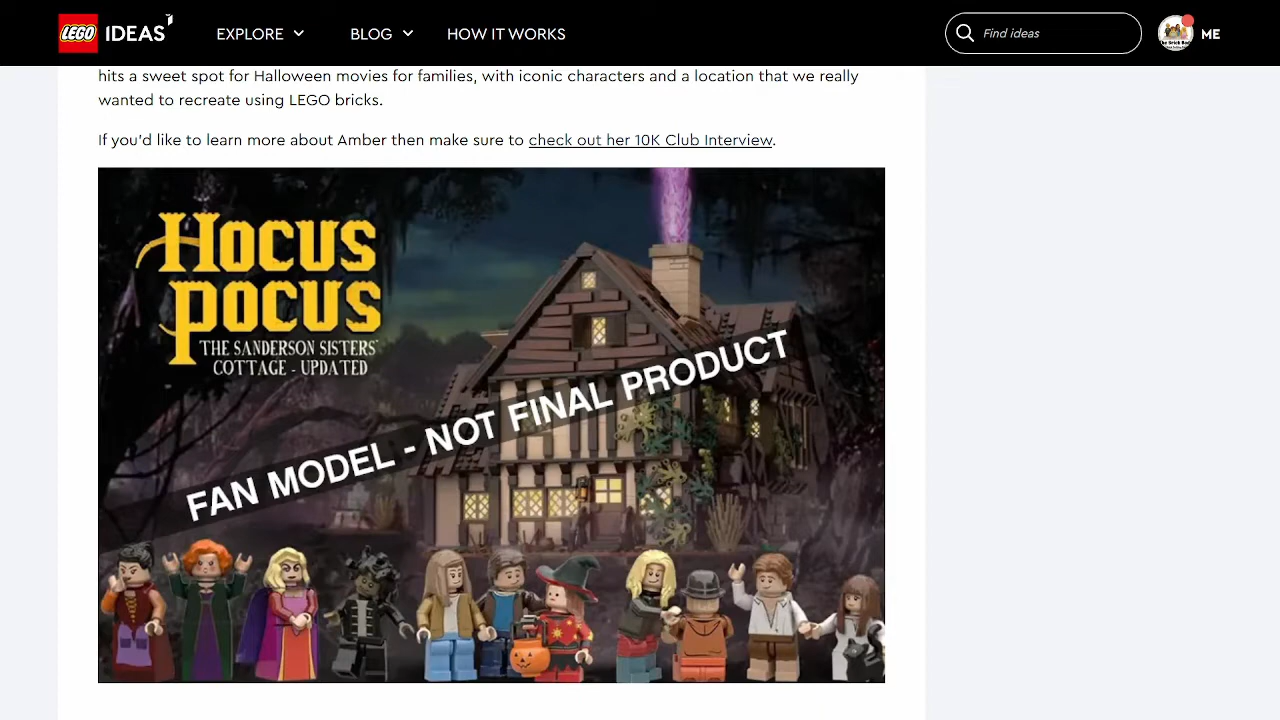 LEGO IDEAS
EXPLORE BLOG HOW IT WORKS Find ideas ME
hits a sweet spot for Halloween movies for families, with iconic characters and a location that we really
wanted to recreate using LEGO bricks.
If you'd like to learn more about Amber then make sure to check out her 10K Club Interview.
HOCUS
POCUS
THE SANDERSON SISTERS'
COTTAGE - UPDATED
FAN MODEL - NOT FINAL PRODUCT